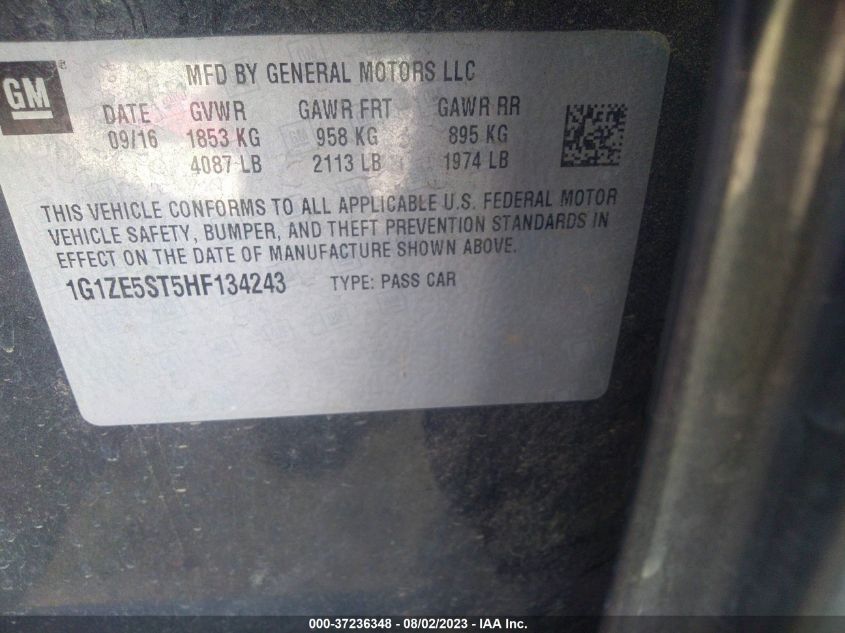 GM ®
MFD BY GENERAL MOTORS LLC
DATE GVWR GAWR FRT GAWR RR
09/16 1853 KG 958 KG 895 KG
4087 LB 2113 LB 1974 LB
THIS VEHICLE CONFORMS TO ALL APPLICABLE U.S. FEDERAL MOTOR
VEHICLE SAFETY, BUMPER, AND THEFT PREVENTION STANDARDS IN
EFFECT ON THE DATE OF MANUFACTURE SHOWN ABOVE.
1G1ZE5ST5HF134243 TYPE: PASS CAR
000-37236348 - 08/02/2023 - IAA Inc.